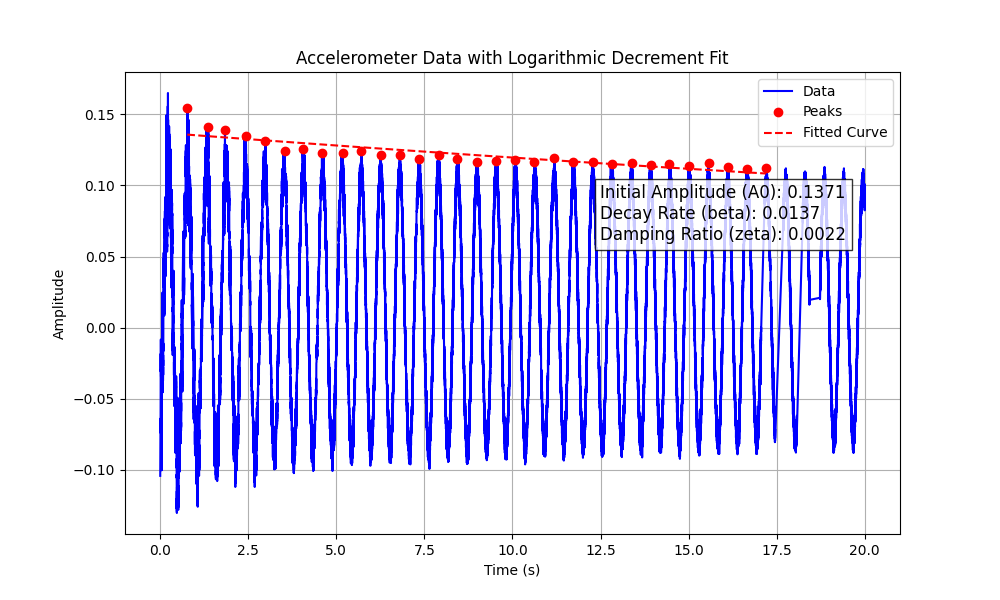 Accelerometer Data with Logarithmic Decrement Fit
Data
Peaks
Fitted Curve
Initial Amplitude (A0): 0.1371
Decay Rate (beta): 0.0137
Damping Ratio (zeta): 0.0022
Amplitude
0.15
0.10
0.05
0.00
−0.05
−0.10
0.0 2.5 5.0 7.5 10.0 12.5 15.0 17.5 20.0
Time (s)